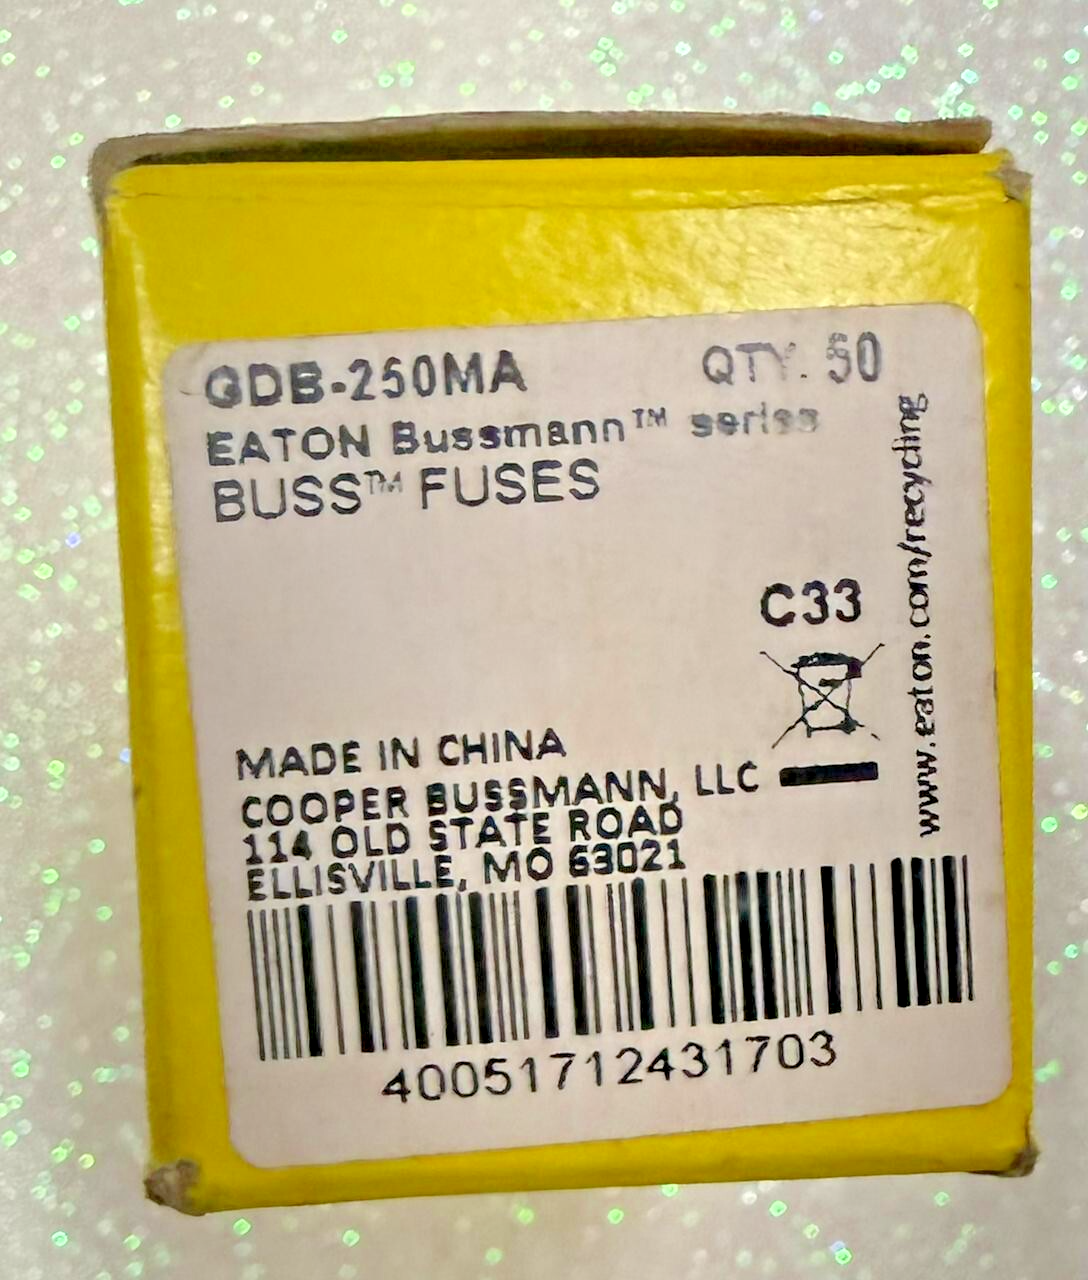 GDB-250MA QTY. 50
EATON Bussmann™ series
BUSS™ FUSES
C33
www.eaton.com/recycling
MADE IN CHINA
COOPER BUSSMANN, LLC
114 OLD STATE ROAD
ELLISVILLE, MO 63021
40051712431703